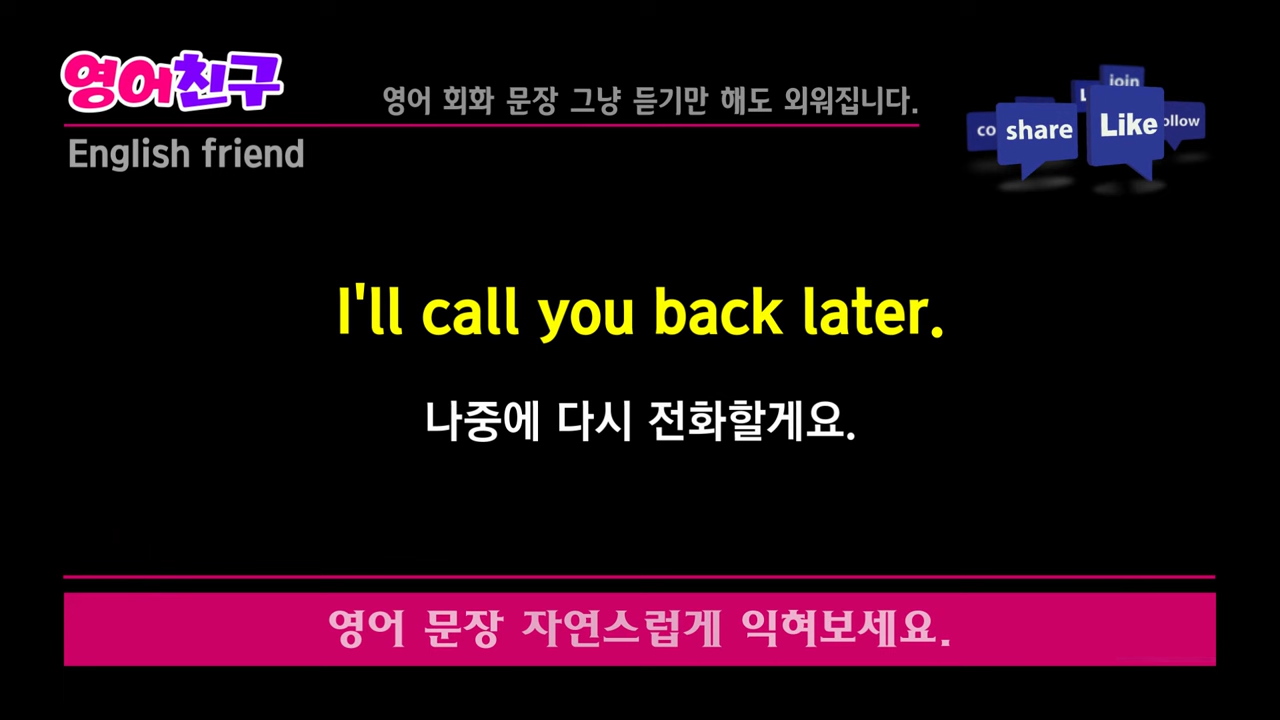 영어친구
영어 회화 문장 그냥 듣기만 해도 외워집니다.
English friend
join
share
Like
I'll call you back later.
나중에 다시 전화할게요.
영어 문장 자연스럽게 익혀보세요.